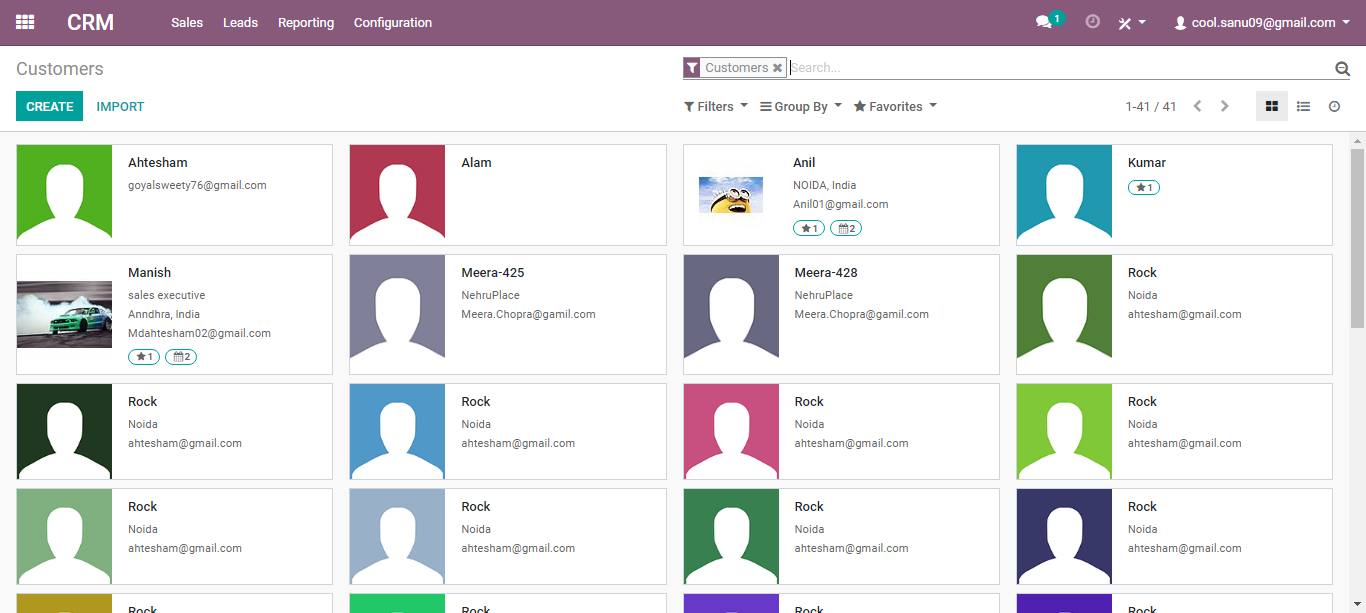 CRM Sales Leads Reporting Configuration 1 cool.sanu09@gmail.com
Customers Customers Search...
CREATE IMPORT Filters Group By Favorites 1-41 / 41
Ahtesham
goyalsweety76@gmail.com
Alam
Anil
NOIDA, India
Anil01@gmail.com
1 2
Kumar
1
Manish
sales executive
Anndhra, India
Mdahtesham02@gmail.com
1 2
Meera-425
NehruPlace
Meera.Chopra@gamil.com
Meera-428
NehruPlace
Meera.Chopra@gamil.com
Rock
Noida
ahtesham@gmail.com
Rock
Noida
ahtesham@gmail.com
Rock
Noida
ahtesham@gmail.com
Rock
Noida
ahtesham@gmail.com
Rock
Noida
ahtesham@gmail.com
Rock
Noida
ahtesham@gmail.com
Rock
Noida
ahtesham@gmail.com
Rock
Noida
ahtesham@gmail.com
Rock
Noida
ahtesham@gmail.com
Rock
Rock
Rock
Rock